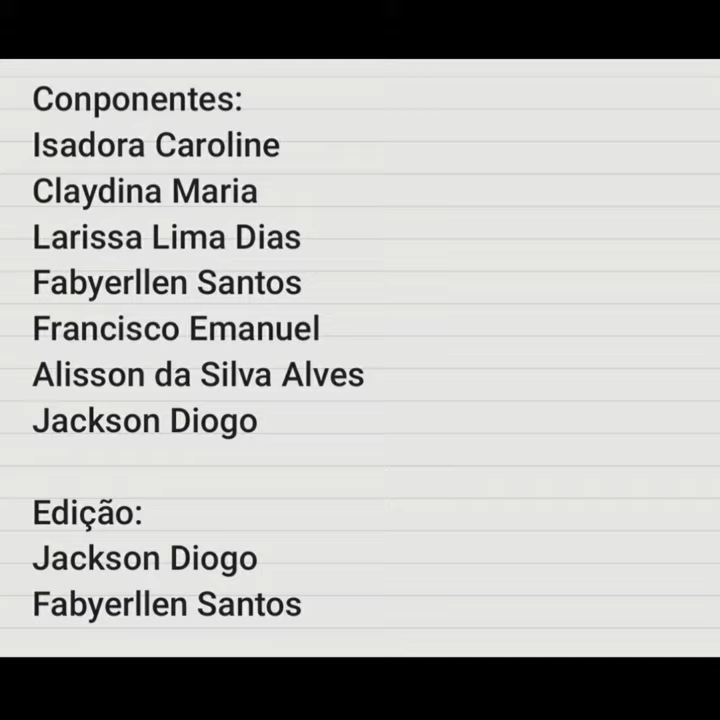 Conponentes:
Isadora Caroline
Claydina Maria
Larissa Lima Dias
Fabyerllen Santos
Francisco Emanuel
Alisson da Silva Alves
Jackson Diogo
Edição:
Jackson Diogo
Fabyerllen Santos